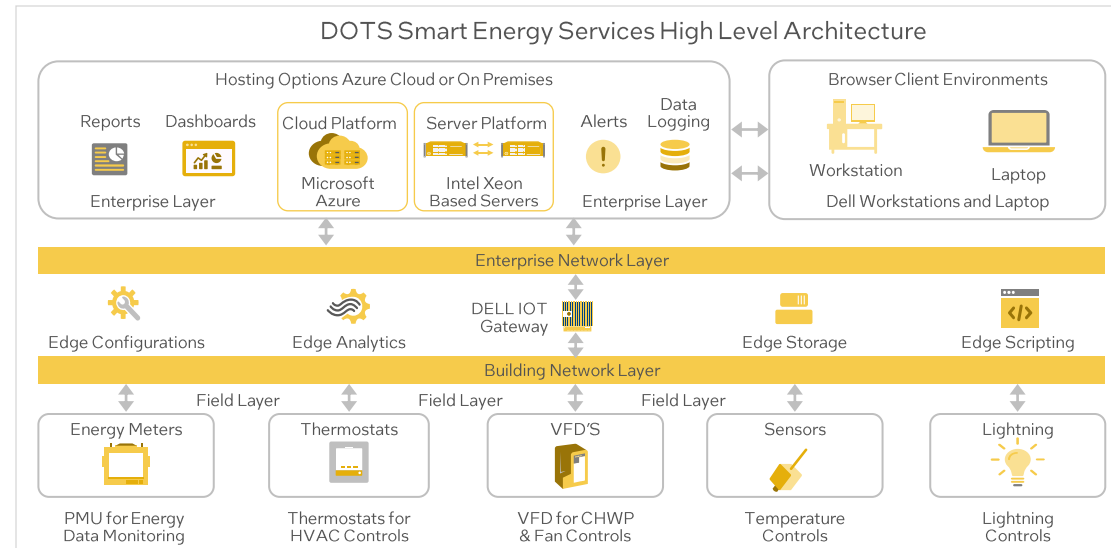 DOTS Smart Energy Services High Level Architecture
Hosting Options Azure Cloud or On Premises
Reports
Dashboards
Cloud Platform
Microsoft
Azure
Server Platform
Intel Xeon
Based Servers
Alerts
Data
Logging
Enterprise Layer
Enterprise Layer
Browser Client Environments
Workstation
Laptop
Dell Workstations and Laptop
Enterprise Network Layer
Edge Configurations
Edge Analytics
DELL IOT
Gateway
Edge Storage
Edge Scripting
Building Network Layer
Field Layer
Field Layer
Field Layer
Energy Meters
Thermostats
VFD'S
Sensors
Lightning
PMU for Energy
Data Monitoring
Thermostats for
HVAC Controls
VFD for CHWP
& Fan Controls
Temperature
Controls
Lightning
Controls